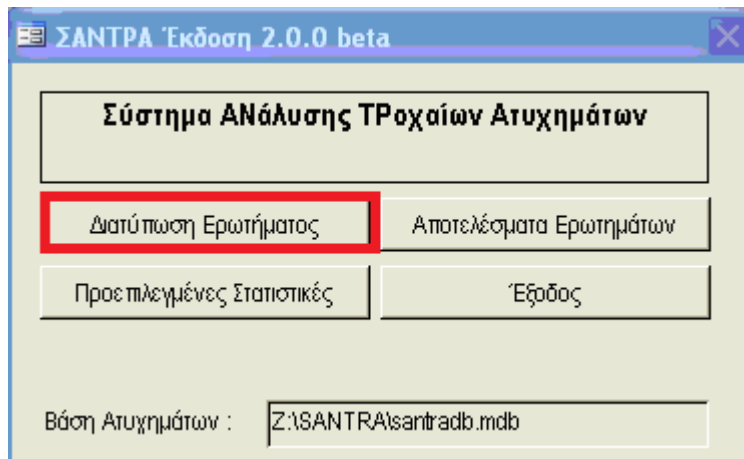 ΣΑΝΤΡΑ Έκδοση 2.0.0 beta
Σύστημα ΑΝάλυσης ΤΡοχαίων Ατυχημάτων
Διατύπωση Ερωτήματος
Αποτελέσματα Ερωτημάτων
Προεπιλεγμένες Στατιστικές
Έξοδος
Βάση Ατυχημάτων :
Z:\SANTRA\santradb.mdb